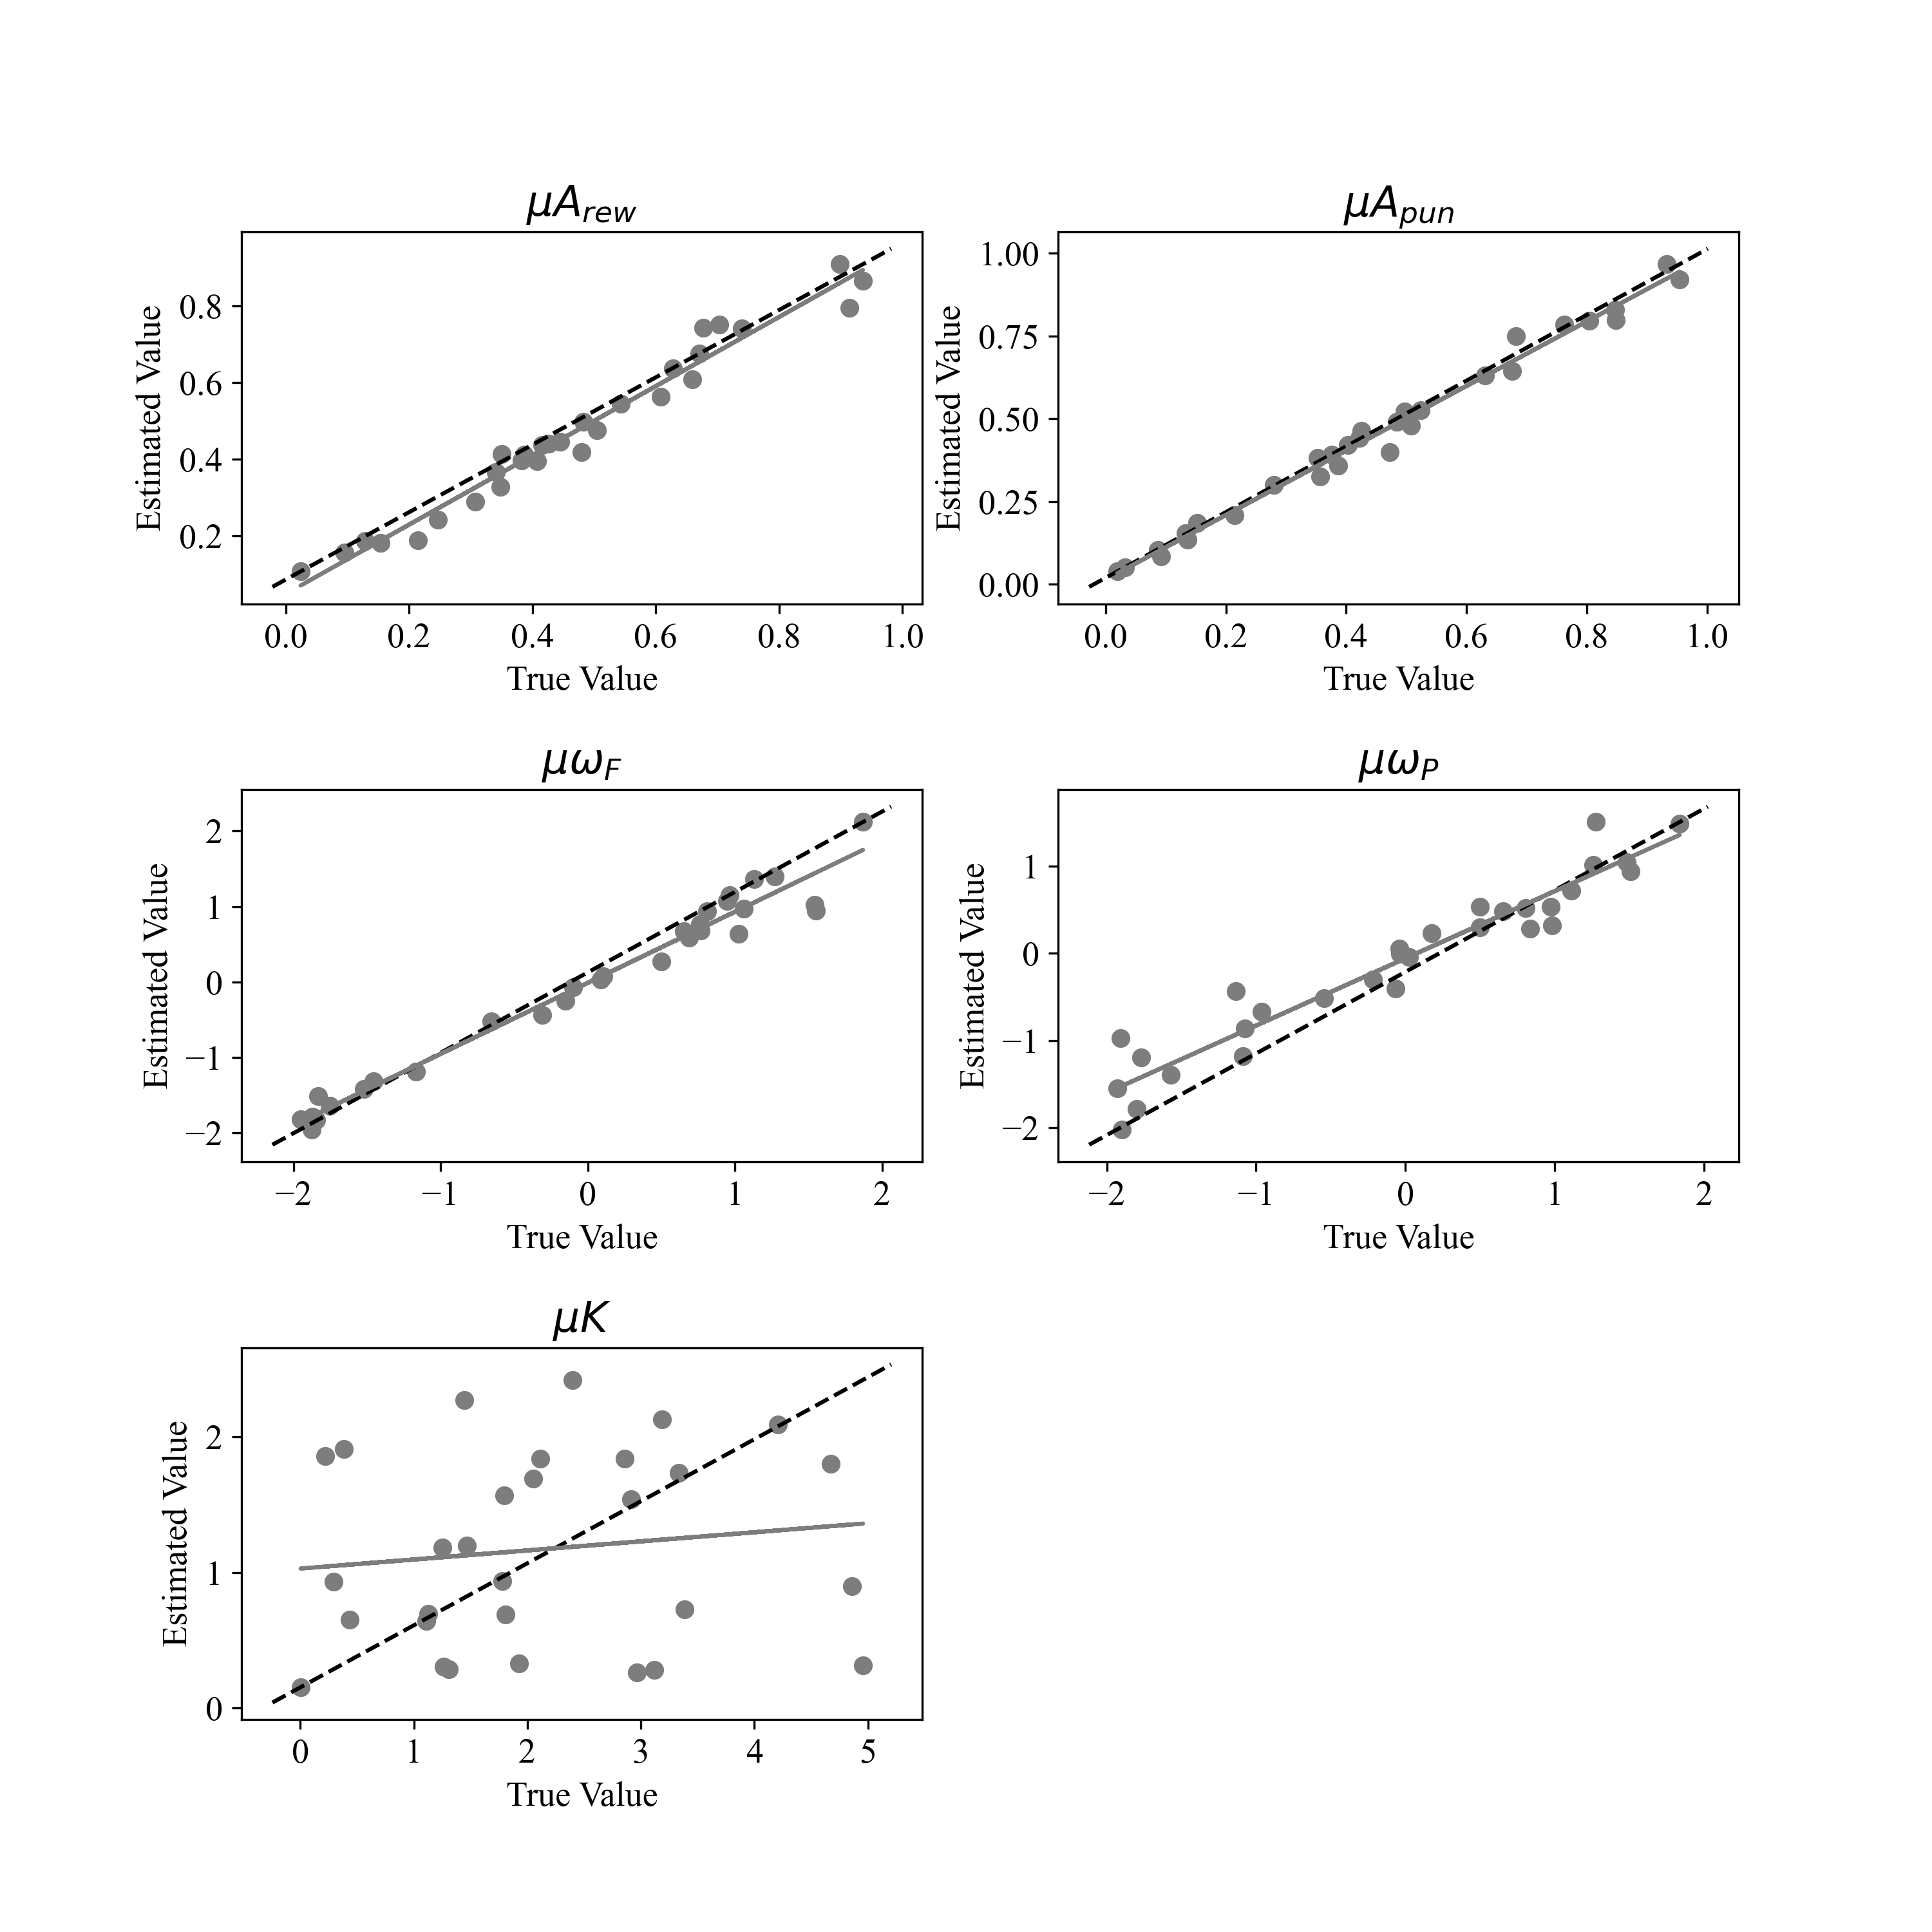 μA_rew
Estimated Value
0.8
0.6
0.4
0.2
0.0 0.2 0.4 0.6 0.8 1.0
True Value
μA_pun
Estimated Value
1.00
0.75
0.50
0.25
0.00
0.0 0.2 0.4 0.6 0.8 1.0
True Value
μω_F
Estimated Value
2
1
0
−1
−2
−2 −1 0 1 2
True Value
μω_P
Estimated Value
1
0
−1
−2
−2 −1 0 1 2
True Value
μK
Estimated Value
2
1
0
0 1 2 3 4 5
True Value